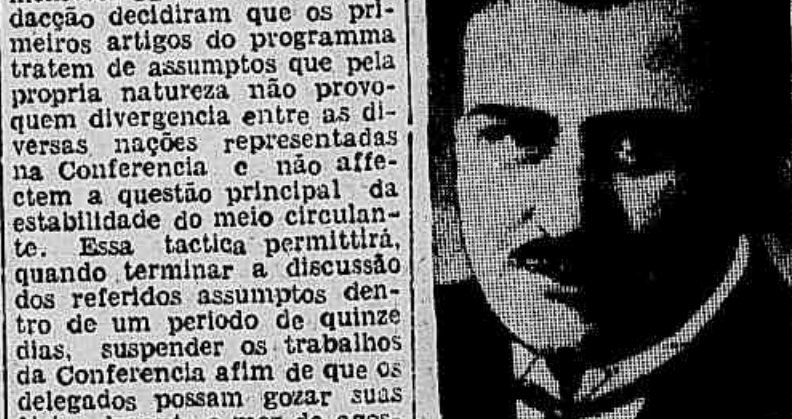 dacção decidiram que os pri-
meiros artigos do programma
tratem de assumptos que pela
propria natureza não provo-
quem divergencia entre as di-
versas nações representadas
na Conferencia e não affe-
ctem a questão principal da
estabilidade do meio circulan-
te. Essa tactica permittirá,
quando terminar a discussão
dos referidos assumptos den-
tro de um periodo de quinze
dias, suspender os trabalhos
da Conferencia afim de que os
delegados possam gozar suas